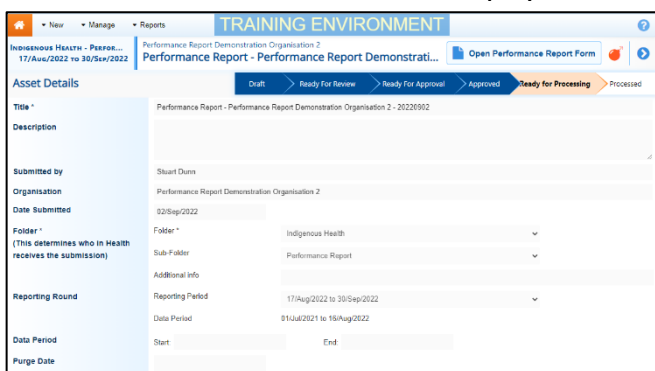 New Manage Reports TRAINING ENVIRONMENT ?
Indigenous Health - Perfor...
17/Aug/2022 to 30/Sep/2022
Performance Report Demonstration Organisation 2
Performance Report - Performance Report Demonstrati...
Open Performance Report Form
Asset Details
Draft Ready For Review Ready For Approval Approved Ready for Processing Processed
Title * Performance Report - Performance Report Demonstration Organisation 2 - 20220902
Description
Submitted by Stuart Dunn
Organisation Performance Report Demonstration Organisation 2
Date Submitted 02/Sep/2022
Folder * Folder * Indigenous Health
(This determines who in Health
receives the submission) Sub-Folder Performance Report
Additional Info
Reporting Round Reporting Period 17/Aug/2022 to 30/Sep/2022
Data Period 01/Jul/2021 to 16/Aug/2022
Data Period Start: End:
Purge Date